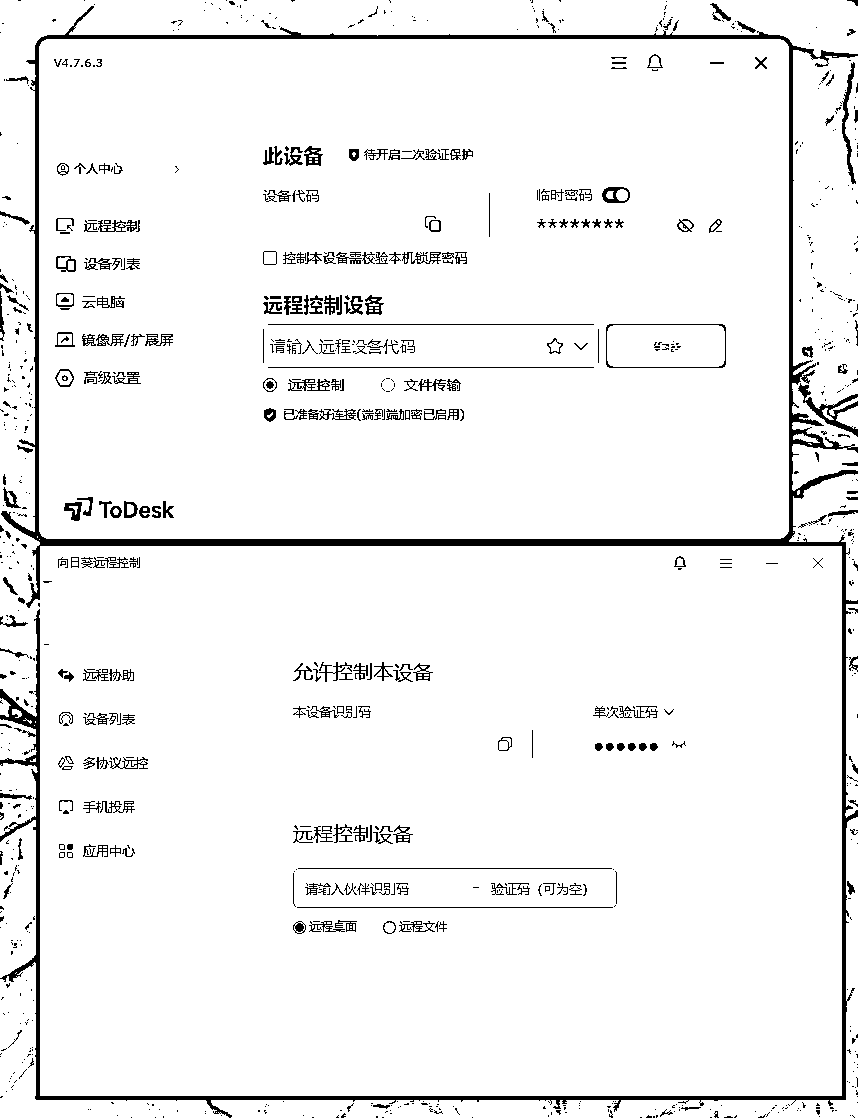 V4.7.6.3
个人中心
远程控制
设备列表
云电脑
镜像屏/扩展屏
高级设置
ToDesk
此设备 待开启二次验证保护
设备代码
临时密码
********
控制本设备需校验本机锁屏密码
远程控制设备
请输入远程设备代码
远程控制 文件传输
已准备好连接(端到端加密已启用)
向日葵远程控制
远程协助
设备列表
多协议远控
手机投屏
应用中心
允许控制本设备
本设备识别码
单次验证码
●●●●●●
远程控制设备
请输入伙伴识别码 - 验证码 (可为空)
远程桌面 远程文件